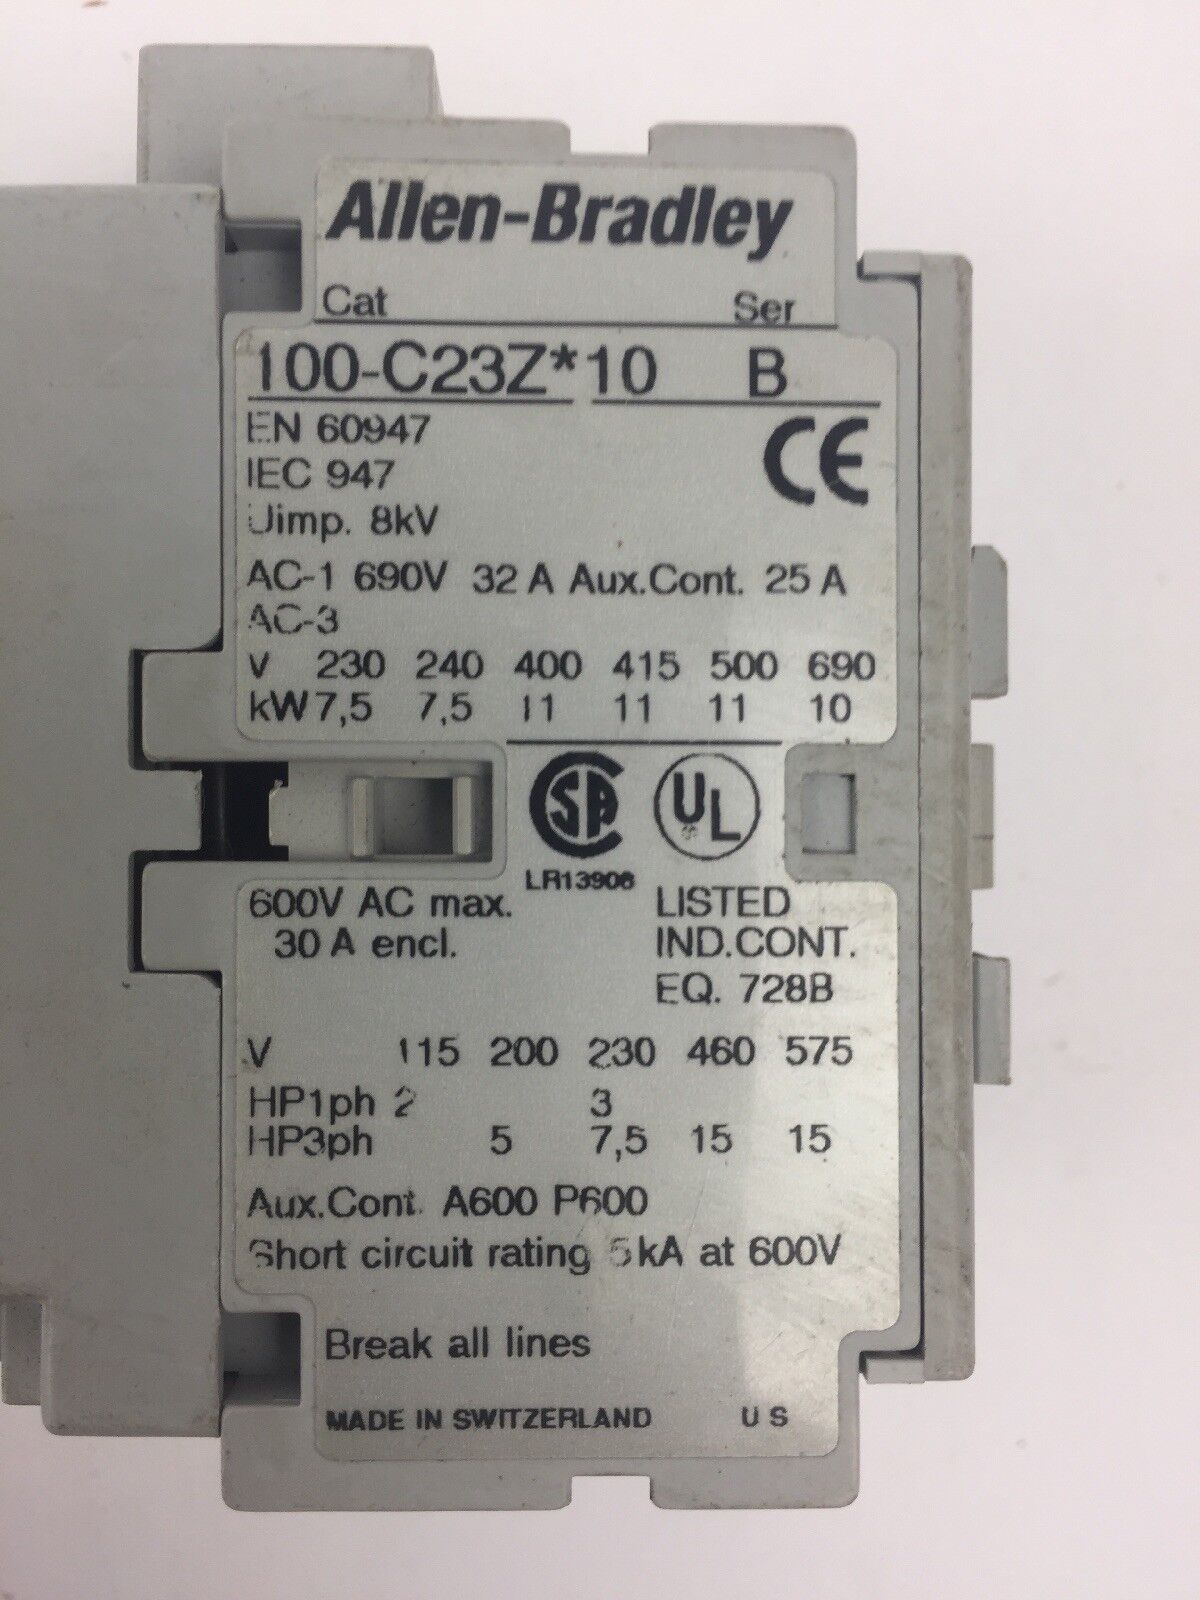 Allen-Bradley
Cat Ser
100-C23Z*10 B
EN 60947
IEC 947
CE
Uimp. 8kV
AC-1 690V 32 A Aux.Cont. 25 A
AC-3
V 230 240 400 415 500 690
kW 7,5 7,5 11 11 11 10
CSA UL
LR13908
600V AC max. LISTED
30 A encl. IND.CONT.
EQ. 728B
V 115 200 230 460 575
HP1ph 2 3
HP3ph 5 7,5 15 15
Aux.Cont. A600 P600
Short circuit rating 5 kA at 600V
Break all lines
MADE IN SWITZERLAND U S